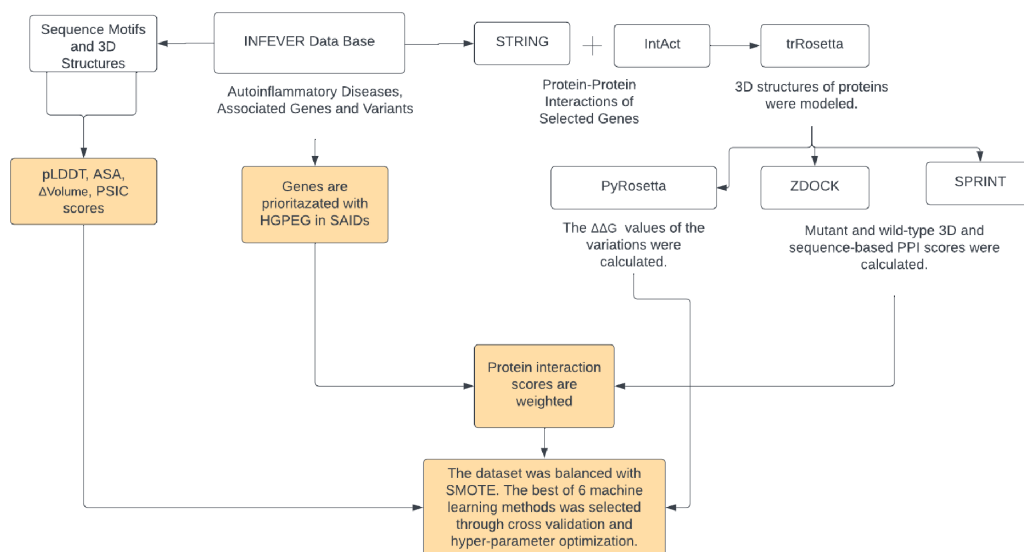 Sequence Motifs
and 3D
Structures
INFEVER Data Base
STRING
IntAct
trRosetta
Autoinflammatory Diseases,
Associated Genes and Variants
Protein-Protein
Interactions of
Selected Genes
3D structures of proteins
were modeled.
pLDDT, ASA,
ΔVolume, PSIC
scores
Genes are
prioritazated with
HGPEG in SAIDs
PyRosetta
ZDOCK
SPRINT
The ΔΔG values of the
variations were
calculated.
Mutant and wild-type 3D and
sequence-based PPI scores were
calculated.
Protein interaction
scores are
weighted
The dataset was balanced with
SMOTE. The best of 6 machine
learning methods was selected
through cross validation and
hyper-parameter optimization.